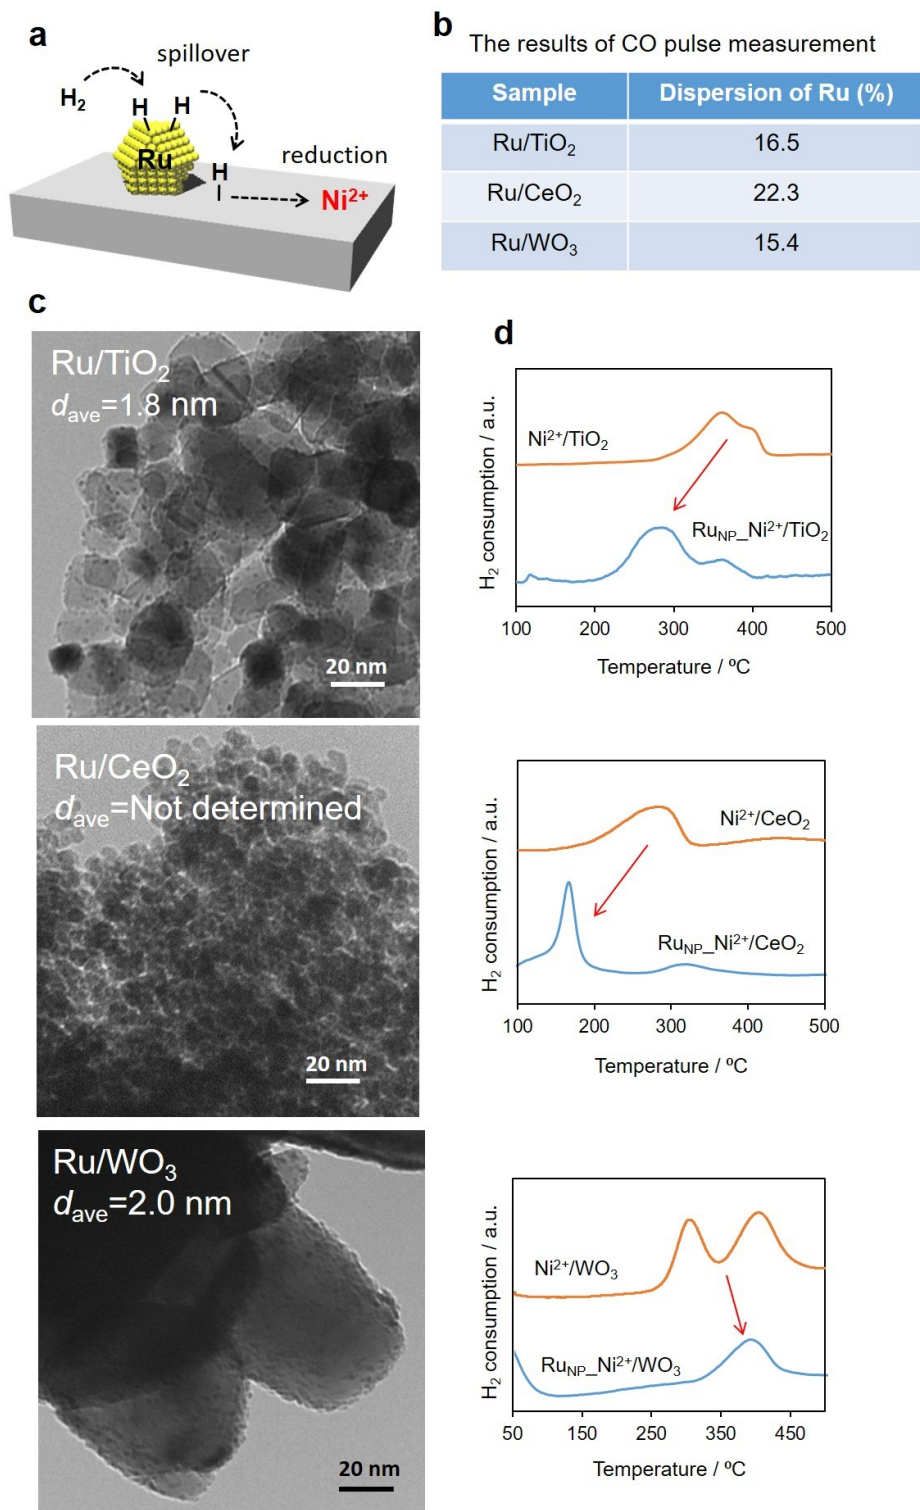 a
spillover
H₂
H H
Ru
H
reduction
Ni²⁺
b
The results of CO pulse measurement
Sample Dispersion of Ru (%)
Ru/TiO₂ 16.5
Ru/CeO₂ 22.3
Ru/WO₃ 15.4
c
Ru/TiO₂
dave=1.8 nm
20 nm
Ru/CeO₂
dave=Not determined
20 nm
Ru/WO₃
dave=2.0 nm
20 nm
d
H₂ consumption / a.u.
Ni²⁺/TiO₂
RuNP_Ni²⁺/TiO₂
100 200 300 400 500
Temperature / ºC
H₂ consumption / a.u.
Ni²⁺/CeO₂
RuNP_Ni²⁺/CeO₂
100 200 300 400 500
Temperature / ºC
H₂ consumption / a.u.
Ni²⁺/WO₃
RuNP_Ni²⁺/WO₃
50 150 250 350 450
Temperature / ºC